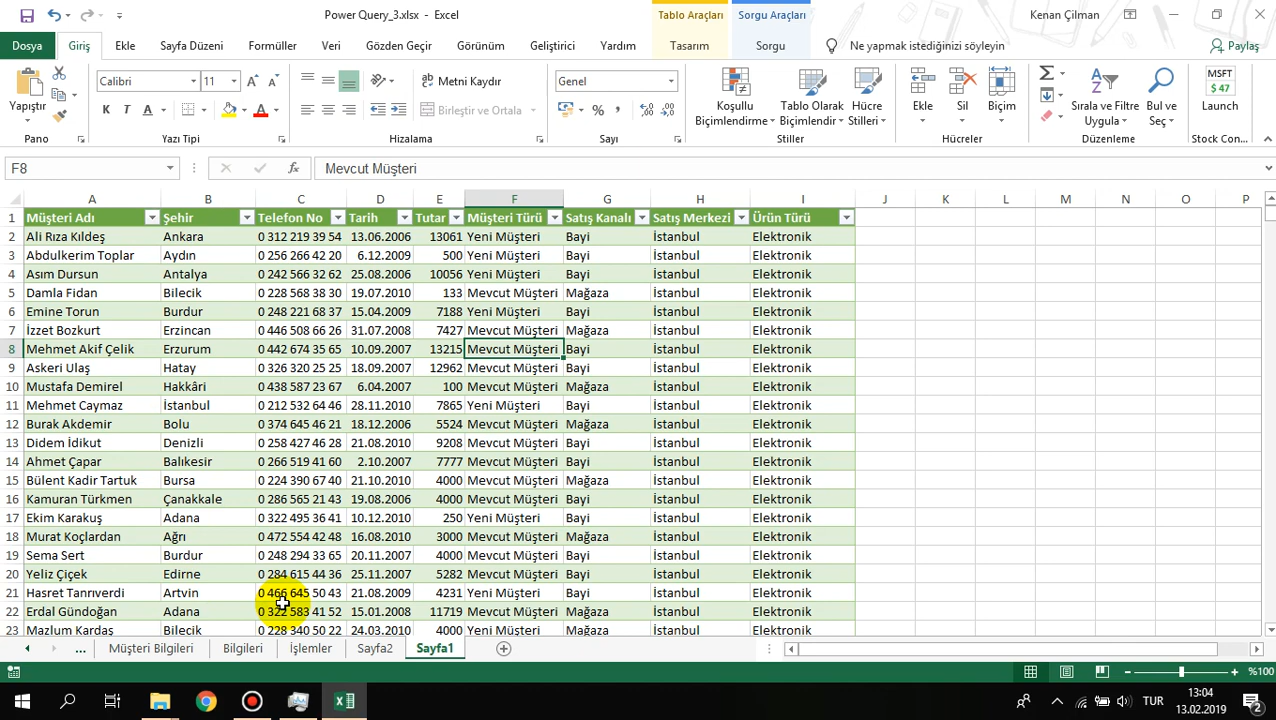 Power Query_3.xlsx - Excel
Tablo Araçları
Sorgu Araçları
Kenan Çilman
Dosya Giriş Ekle Sayfa Düzeni Formüller Veri Gözden Geçir Görünüm Geliştirici Yardım Tasarım Sorgu Ne yapmak istediğinizi söyleyin Paylaş
Yapıştır
Calibri 11
K T A
Metni Kaydır
Birleştir ve Ortala
Genel
Koşullu Biçimlendirme
Tablo Olarak Biçimlendir
Hücre Stilleri
Ekle Sil Biçim
Sırala ve Filtre Uygula
Bul ve Seç
MSFT $ 47 Launch
Pano Yazı Tipi Hizalama Sayı Stiller Hücreler Düzenleme Stock Con...
F8 fx Mevcut Müşteri
A B C D E F G H I J K L M N O P
1 Müşteri Adı Şehir Telefon No Tarih Tutar Müşteri Türü Satış Kanalı Satış Merkezi Ürün Türü
2 Ali Rıza Kıldeş Ankara 0 312 219 39 54 13.06.2006 13061 Yeni Müşteri Bayi İstanbul Elektronik
3 Abdulkerim Toplar Aydın 0 256 266 42 20 6.12.2009 500 Yeni Müşteri Bayi İstanbul Elektronik
4 Asım Dursun Antalya 0 242 566 32 62 25.08.2006 10056 Yeni Müşteri Bayi İstanbul Elektronik
5 Damla Fidan Bilecik 0 228 568 38 30 19.07.2010 133 Mevcut Müşteri Mağaza İstanbul Elektronik
6 Emine Torun Burdur 0 248 221 68 37 15.04.2009 7188 Yeni Müşteri Bayi İstanbul Elektronik
7 İzzet Bozkurt Erzincan 0 446 508 66 26 31.07.2008 7427 Mevcut Müşteri Mağaza İstanbul Elektronik
8 Mehmet Akif Çelik Erzurum 0 442 674 35 65 10.09.2007 13215 Mevcut Müşteri Bayi İstanbul Elektronik
9 Askeri Ulaş Hatay 0 326 320 25 25 18.09.2007 12962 Mevcut Müşteri Bayi İstanbul Elektronik
10 Mustafa Demirel Hakkâri 0 438 587 23 67 6.04.2007 100 Mevcut Müşteri Mağaza İstanbul Elektronik
11 Mehmet Caymaz İstanbul 0 212 532 64 46 28.11.2010 7865 Yeni Müşteri Bayi İstanbul Elektronik
12 Burak Akdemir Bolu 0 374 645 46 21 18.12.2006 5524 Mevcut Müşteri Mağaza İstanbul Elektronik
13 Didem İdikut Denizli 0 258 427 46 28 21.08.2010 9208 Mevcut Müşteri Bayi İstanbul Elektronik
14 Ahmet Çapar Balıkesir 0 266 519 41 60 2.10.2007 7777 Mevcut Müşteri Bayi İstanbul Elektronik
15 Bülent Kadir Tartuk Bursa 0 224 390 67 40 21.10.2010 4000 Mevcut Müşteri Mağaza İstanbul Elektronik
16 Kamuran Türkmen Çanakkale 0 286 565 21 43 19.08.2006 4000 Mevcut Müşteri Bayi İstanbul Elektronik
17 Ekim Karakuş Adana 0 322 495 36 41 10.12.2010 250 Yeni Müşteri Bayi İstanbul Elektronik
18 Murat Koçlardan Ağrı 0 472 554 42 48 16.08.2010 3000 Mevcut Müşteri Mağaza İstanbul Elektronik
19 Sema Sert Burdur 0 248 294 33 65 20.11.2007 4000 Mevcut Müşteri Bayi İstanbul Elektronik
20 Yeliz Çiçek Edirne 0 284 615 44 36 25.11.2007 5282 Mevcut Müşteri Mağaza İstanbul Elektronik
21 Hasret Tanrıverdi Artvin 0 466 645 50 43 21.08.2009 4231 Yeni Müşteri Mağaza İstanbul Elektronik
22 Erdal Gündoğan Adana 0 322 583 41 52 15.01.2008 11719 Mevcut Müşteri Mağaza İstanbul Elektronik
23 Mazlum Kardaş Bilecik 0 228 340 50 22 24.03.2010 4000 Yeni Müşteri Mağaza İstanbul Elektronik
... Müşteri Bilgileri Bilgileri İşlemler Sayfa2 Sayfa1
%100
TUR 13:04
13.02.2019 2